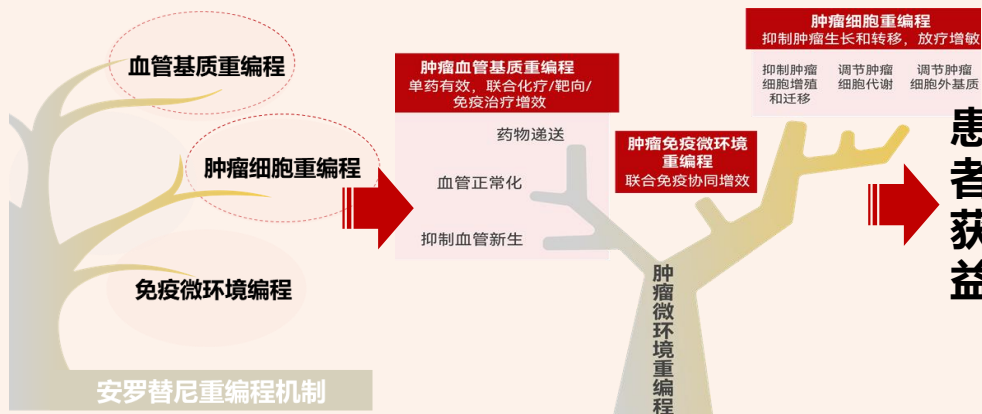 血管基质重编程
肿瘤细胞重编程
免疫微环境编程
安罗替尼重编程机制
肿瘤血管基质重编程
单药有效，联合化疗/靶向/
免疫治疗增效
药物递送
血管正常化
抑制血管新生
肿瘤免疫微环境
重编程
联合免疫协同增效
肿瘤微环境重编程
肿瘤细胞重编程
抑制肿瘤生长和转移，放疗增敏
抑制肿瘤
细胞增殖
和迁移
调节肿瘤
细胞代谢
调节肿瘤
细胞外基质
患者获益